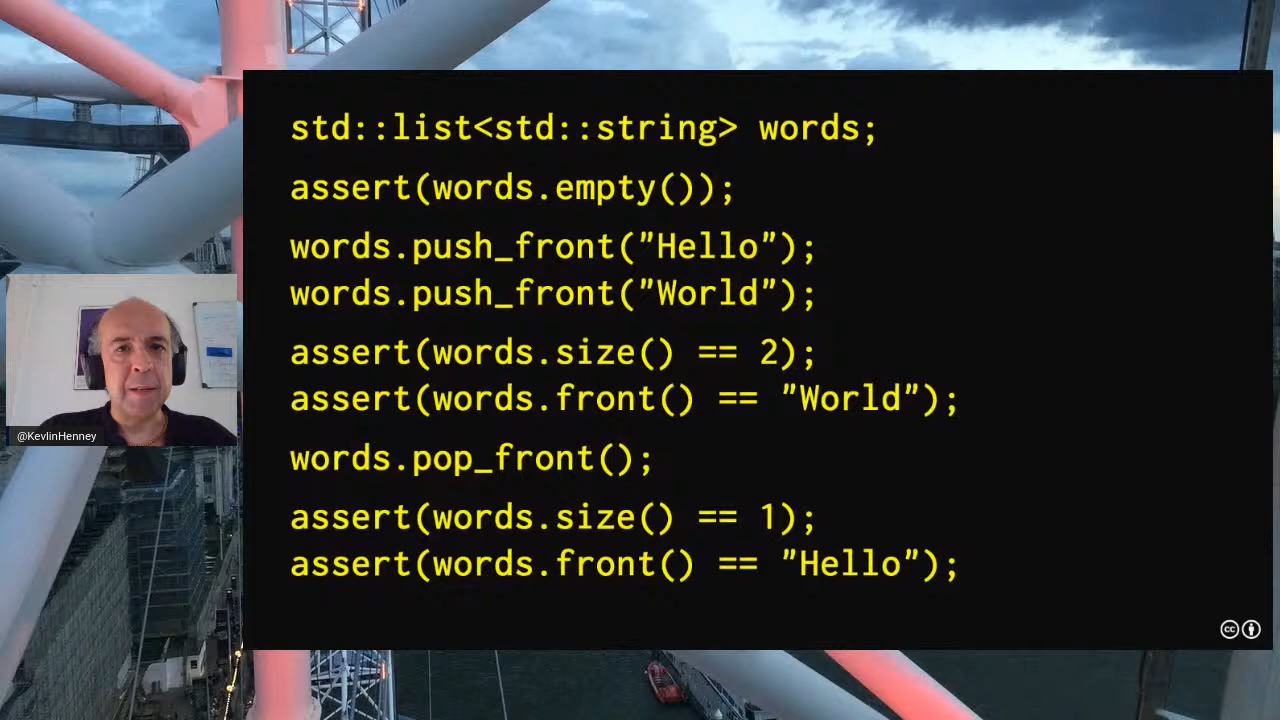 std::list<std::string> words;
assert(words.empty());
words.push_front("Hello");
words.push_front("World");
assert(words.size() == 2);
assert(words.front() == "World");
words.pop_front();
assert(words.size() == 1);
assert(words.front() == "Hello");
@KevlinHenney
cc